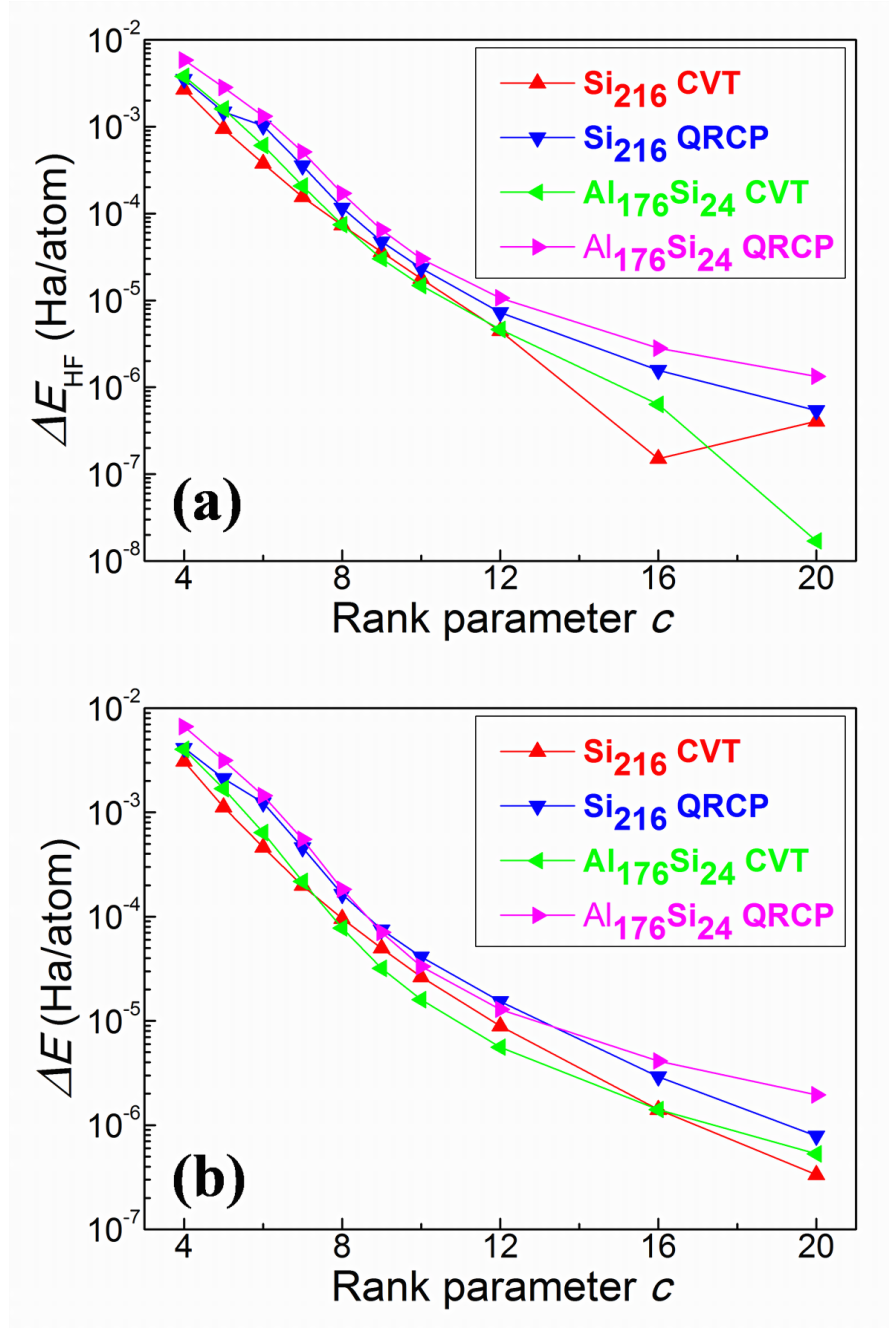 10⁻²
10⁻³
10⁻⁴
10⁻⁵
10⁻⁶
10⁻⁷
10⁻⁸
ΔE_HF (Ha/atom)
Si₂₁₆ CVT
Si₂₁₆ QRCP
Al₁₇₆Si₂₄ CVT
Al₁₇₆Si₂₄ QRCP
(a)
4 8 12 16 20
Rank parameter c
10⁻²
10⁻³
10⁻⁴
10⁻⁵
10⁻⁶
10⁻⁷
ΔE (Ha/atom)
Si₂₁₆ CVT
Si₂₁₆ QRCP
Al₁₇₆Si₂₄ CVT
Al₁₇₆Si₂₄ QRCP
(b)
4 8 12 16 20
Rank parameter c